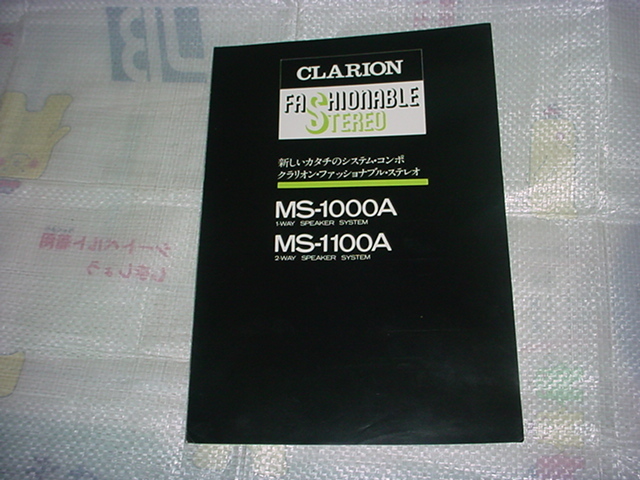 CLARION
FASHIONABLE
STEREO
新しいカタチのシステム・コンポ
クラリオン・ファッショナブル・ステレオ
MS-1000A
1-WAY SPEAKER SYSTEM
MS-1100A
2-WAY SPEAKER SYSTEM